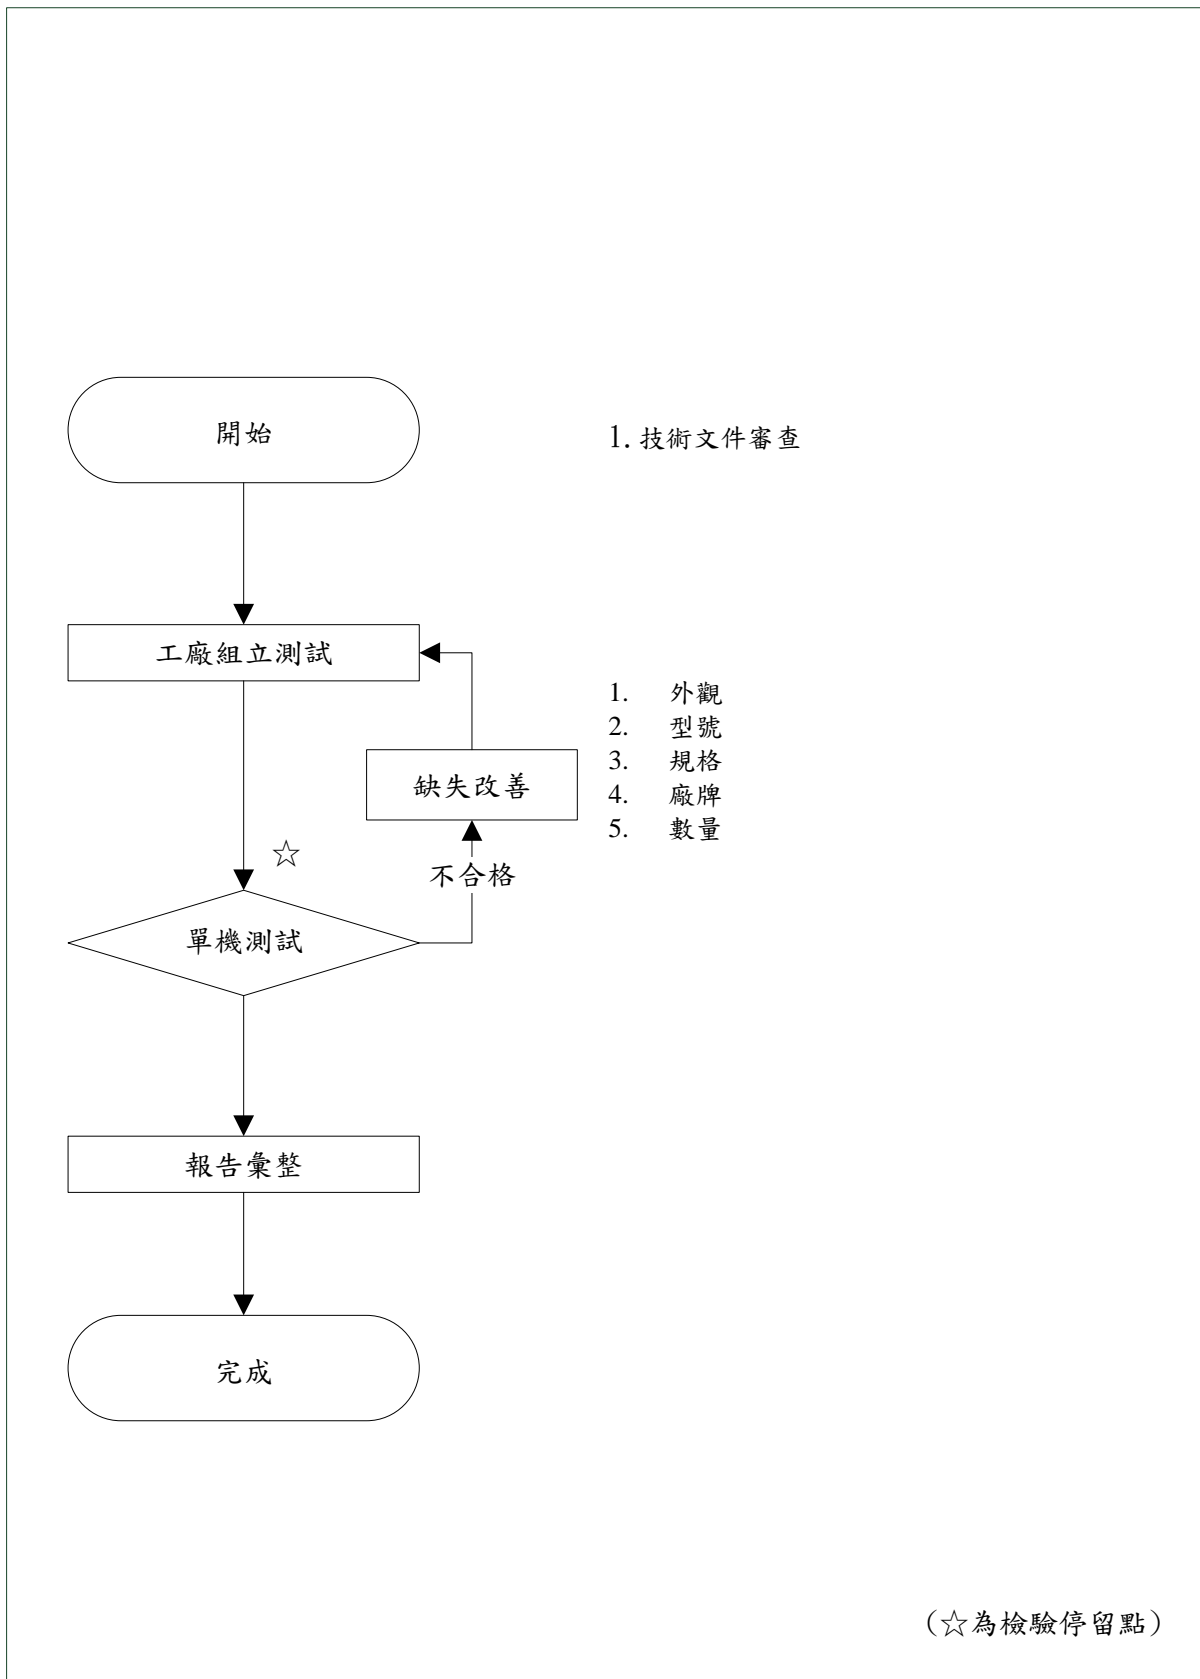 開始
1. 技術文件審查
工廠組立測試
1. 外觀
2. 型號
3. 規格
4. 廠牌
5. 數量
缺失改善
☆
不合格
單機測試
報告彙整
完成
(☆為檢驗停留點)